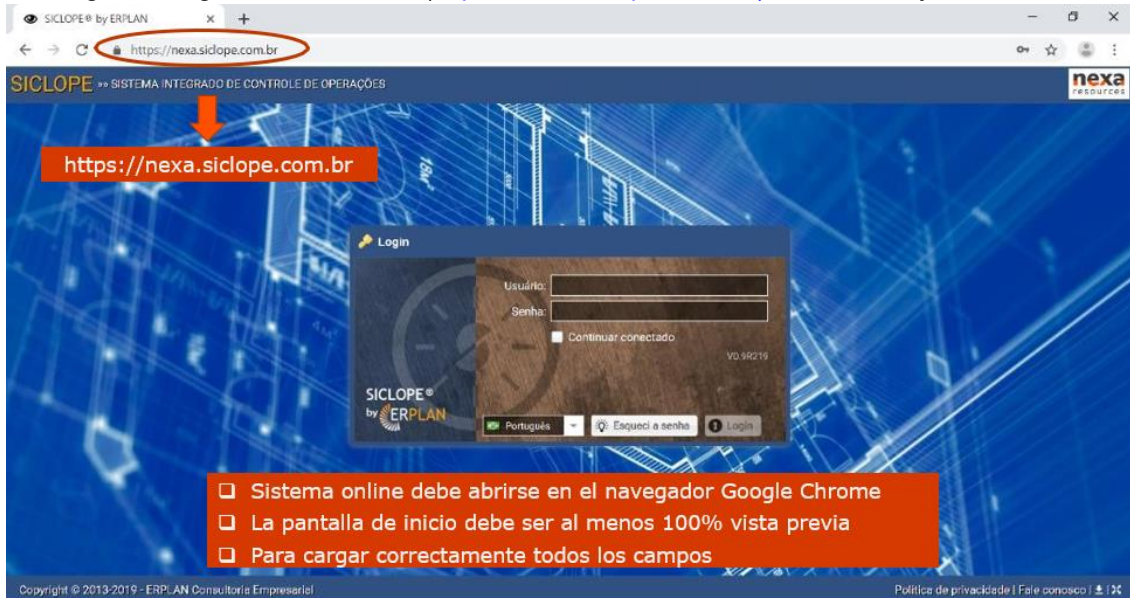 SICLOPE® by ERPLAN
https://nexa.siclope.com.br
SICLOPE »» SISTEMA INTEGRADO DE CONTROLE DE OPERAÇÕES
nexa
resources
https://nexa.siclope.com.br
18m²
Login
Usuário:
Senha:
Continuar conectado
V0.9R219
SICLOPE®
by ERPLAN
Português
Esqueci a senha
Login
Sistema online debe abrirse en el navegador Google Chrome
La pantalla de inicio debe ser al menos 100% vista previa
Para cargar correctamente todos los campos
Copyright © 2013-2019 - ERPLAN Consultoria Empresarial
Política de privacidade | Fale conosco |